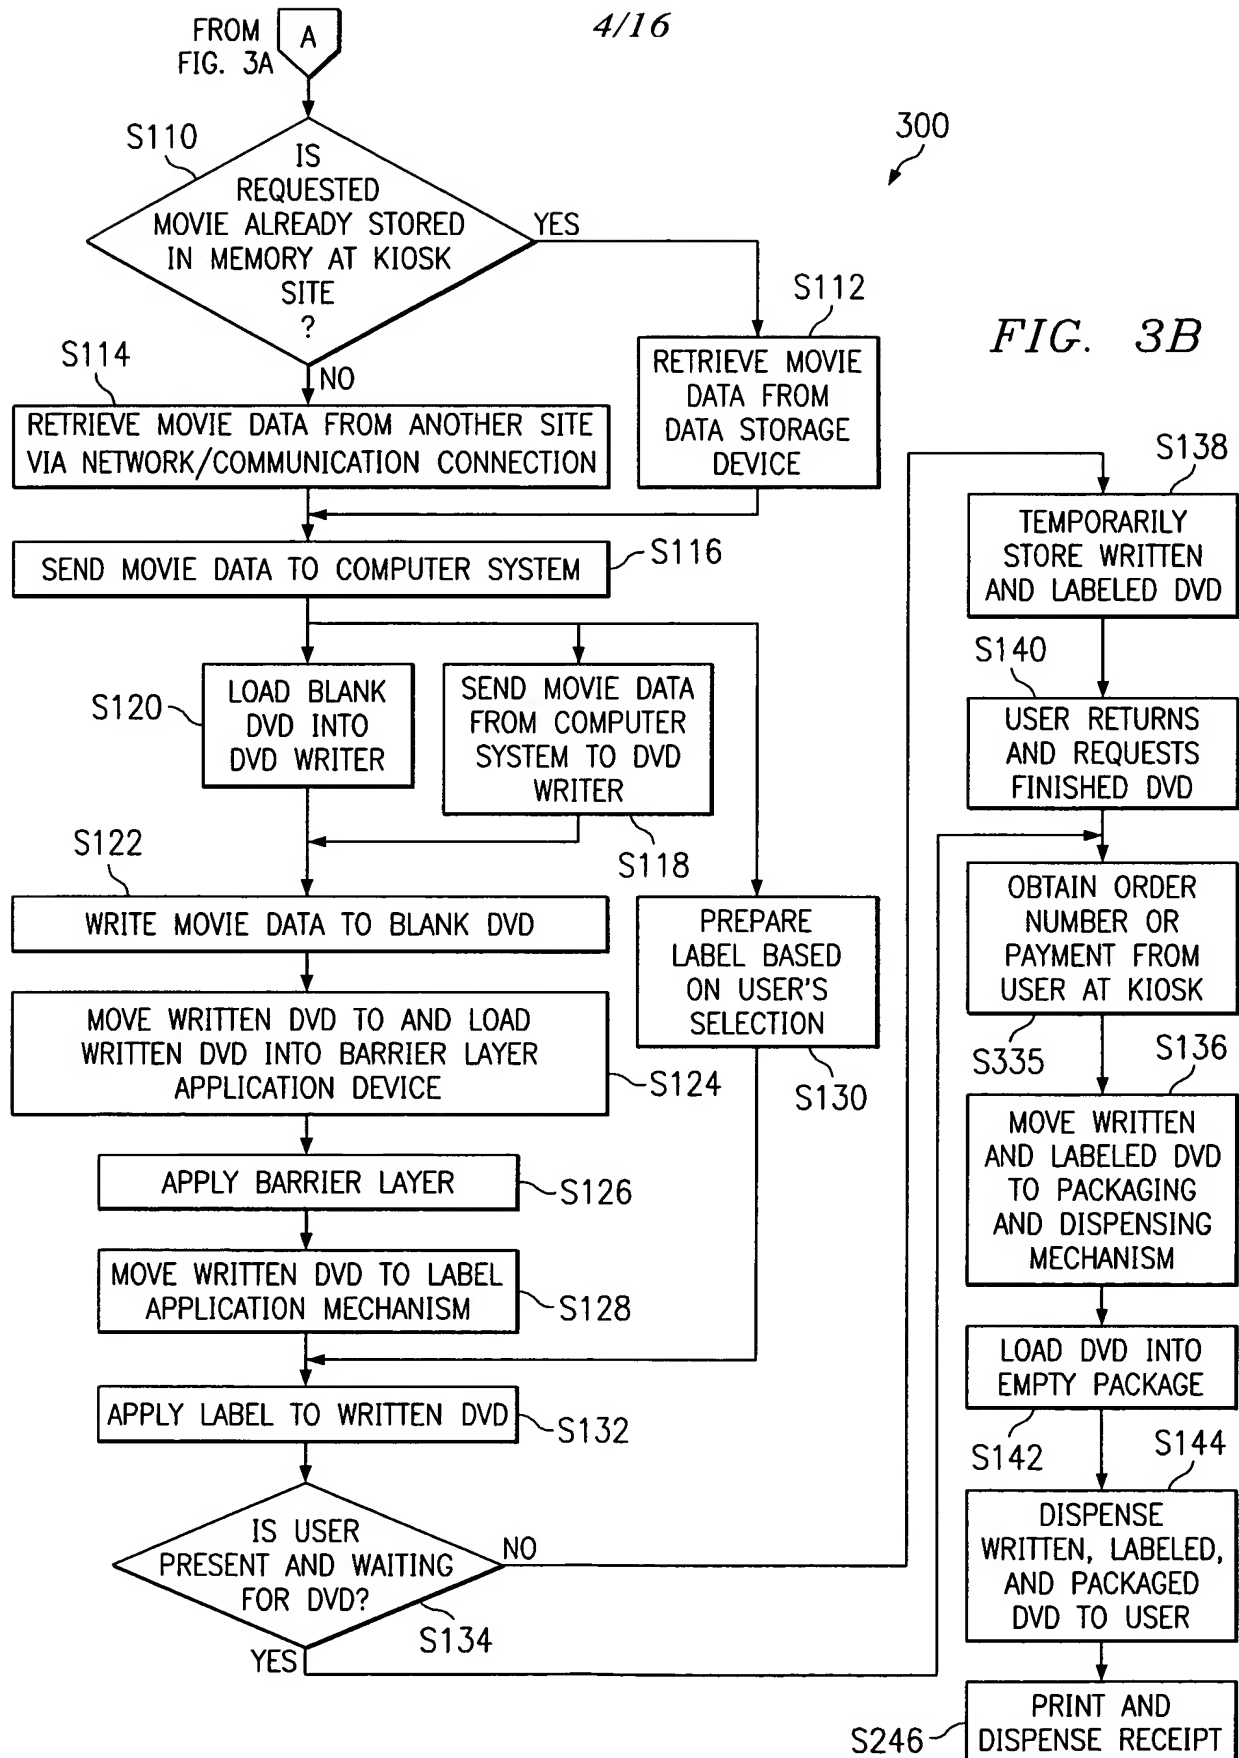 4/16
FROM
FIG. 3A
A
300
FIG. 3B
S110
IS
REQUESTED
MOVIE ALREADY STORED
IN MEMORY AT KIOSK
SITE
?
YES
NO
S112
RETRIEVE MOVIE
DATA FROM
DATA STORAGE
DEVICE
S114
RETRIEVE MOVIE DATA FROM ANOTHER SITE
VIA NETWORK/COMMUNICATION CONNECTION
SEND MOVIE DATA TO COMPUTER SYSTEM
S116
S120
LOAD BLANK
DVD INTO
DVD WRITER
SEND MOVIE DATA
FROM COMPUTER
SYSTEM TO DVD
WRITER
S118
S122
WRITE MOVIE DATA TO BLANK DVD
PREPARE
LABEL BASED
ON USER'S
SELECTION
S130
MOVE WRITTEN DVD TO AND LOAD
WRITTEN DVD INTO BARRIER LAYER
APPLICATION DEVICE
S124
APPLY BARRIER LAYER
S126
MOVE WRITTEN DVD TO LABEL
APPLICATION MECHANISM
S128
APPLY LABEL TO WRITTEN DVD
S132
IS USER
PRESENT AND WAITING
FOR DVD?
S134
NO
YES
S138
TEMPORARILY
STORE WRITTEN
AND LABELED DVD
S140
USER RETURNS
AND REQUESTS
FINISHED DVD
OBTAIN ORDER
NUMBER OR
PAYMENT FROM
USER AT KIOSK
S335
S136
MOVE WRITTEN
AND LABELED DVD
TO PACKAGING
AND DISPENSING
MECHANISM
LOAD DVD INTO
EMPTY PACKAGE
S142
S144
DISPENSE
WRITTEN, LABELED,
AND PACKAGED
DVD TO USER
PRINT AND
DISPENSE RECEIPT
S246